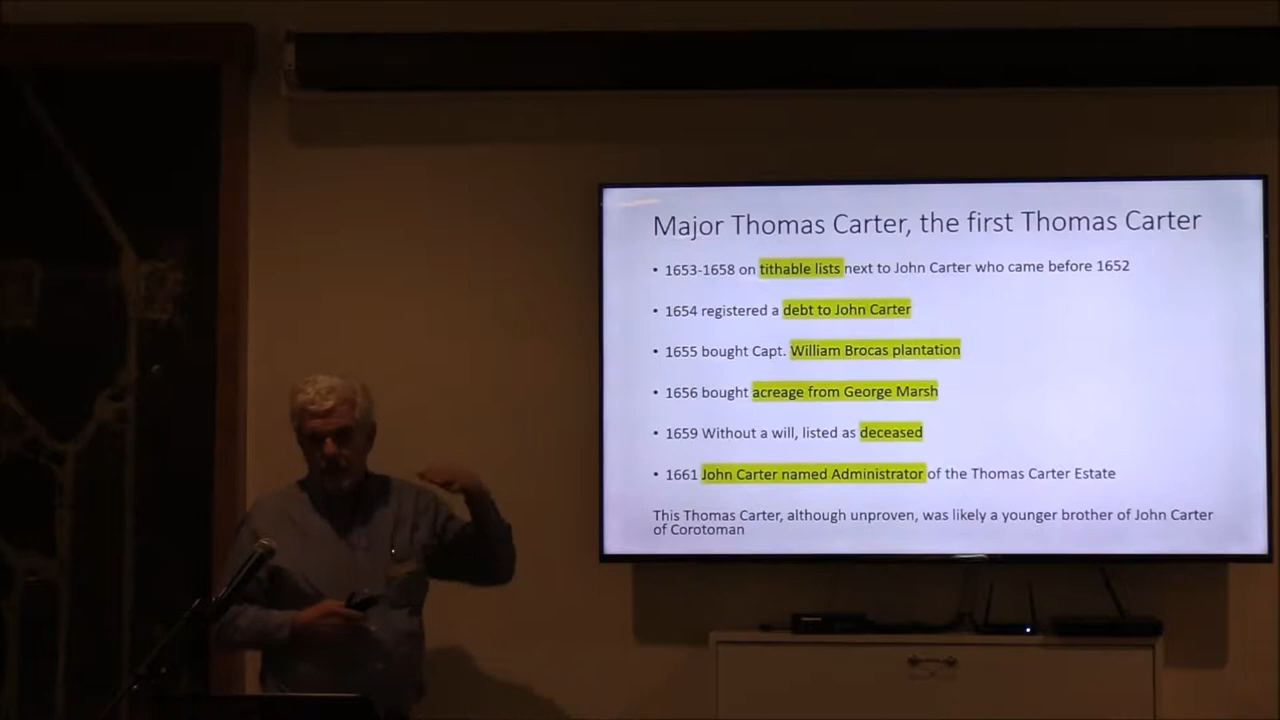 Major Thomas Carter, the first Thomas Carter
• 1653-1658 on tithable lists next to John Carter who came before 1652
• 1654 registered a debt to John Carter
• 1655 bought Capt. William Brocas plantation
• 1656 bought acreage from George Marsh
• 1659 Without a will, listed as deceased
• 1661 John Carter named Administrator of the Thomas Carter Estate
This Thomas Carter, although unproven, was likely a younger brother of John Carter
of Corotoman